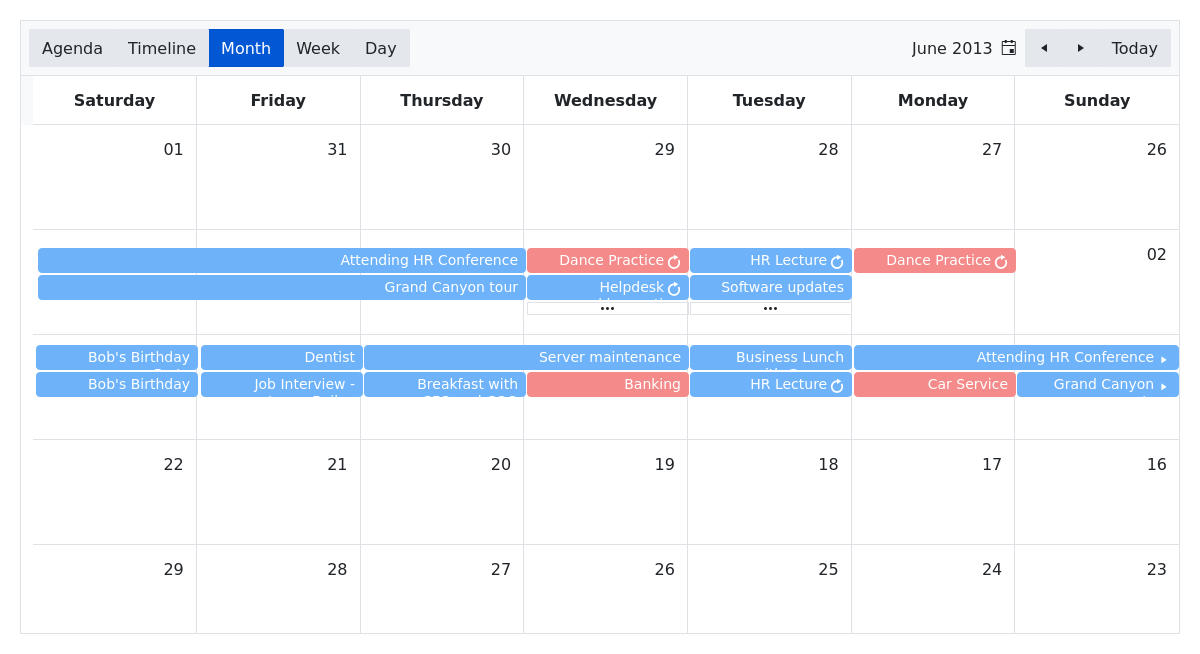 Agenda Timeline Month Week Day June 2013 Today
Saturday Friday Thursday Wednesday Tuesday Monday Sunday
01 31 30 29 28 27 26
02
Attending HR Conference Dance Practice HR Lecture Dance Practice
Grand Canyon tour Helpdesk Software updates
•••  •••
Bob's Birthday Dentist Server maintenance Business Lunch Attending HR Conference
Bob's Birthday Job Interview - Breakfast with Banking HR Lecture Car Service Grand Canyon
22 21 20 19 18 17 16
29 28 27 26 25 24 23